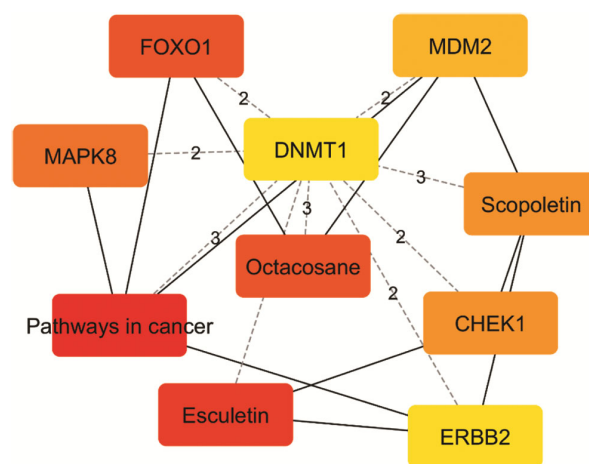 FOXO1
MDM2
2
2
MAPK8
2
DNMT1
3
Scopoletin
3
2
3
Octacosane
2
Pathways in cancer
CHEK1
Esculetin
ERBB2